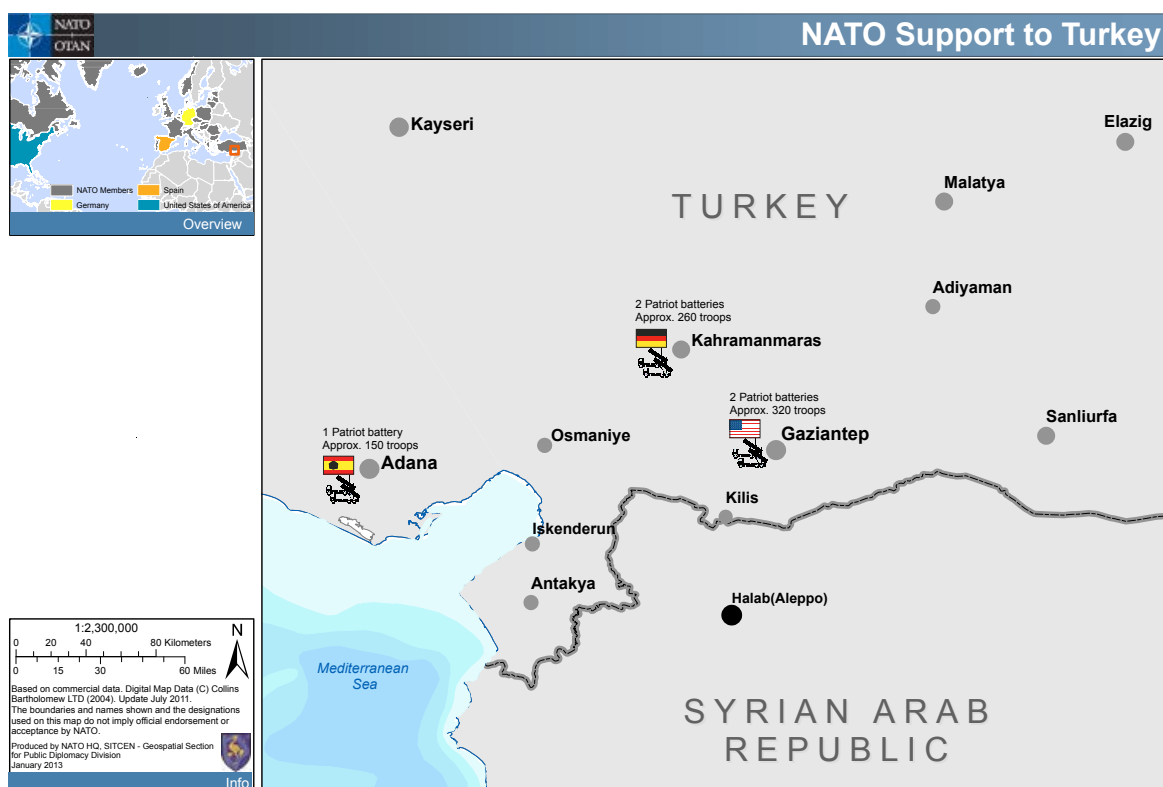 NATO
OTAN
NATO Support to Turkey
NATO Members
Spain
Germany
United States of America
Overview
Kayseri
Elazig
Malatya
TURKEY
Adiyaman
2 Patriot batteries
Approx. 260 troops
Kahramanmaras
2 Patriot batteries
Approx. 320 troops
Gaziantep
Sanliurfa
1 Patriot battery
Approx. 150 troops
Adana
Osmaniye
Kilis
Iskenderun
Antakya
Halab(Aleppo)
Mediterranean
Sea
SYRIAN ARAB
REPUBLIC
1:2,300,000
N
0 20 40 80 Kilometers
0 15 30 60 Miles
Based on commercial data. Digital Map Data (C) Collins
Bartholomew LTD (2004). Update July 2011.
The boundaries and names shown and the designations
used on this map do not imply official endorsement or
acceptance by NATO.
Produced by NATO HQ, SITCEN - Geospatial Section
for Public Diplomacy Division
January 2013
Info